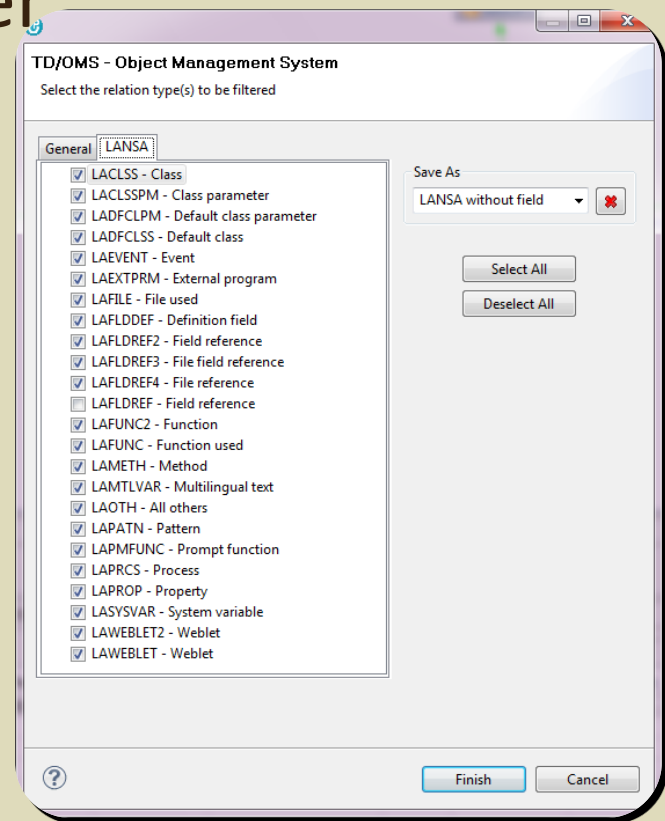 er
TD/OMS - Object Management System
Select the relation type(s) to be filtered
General LANSA
LACLSS - Class
LACLSSPM - Class parameter
LADFCLPM - Default class parameter
LADFCLSS - Default class
LAEVENT - Event
LAEXTPRM - External program
LAFILE - File used
LAFLDDEF - Definition field
LAFLDREF2 - Field reference
LAFLDREF3 - File field reference
LAFLDREF4 - File reference
LAFLDREF - Field reference
LAFUNC2 - Function
LAFUNC - Function used
LAMETH - Method
LAMTLVAR - Multilingual text
LAOTH - All others
LAPATN - Pattern
LAPMFUNC - Prompt function
LAPRCS - Process
LAPROP - Property
LASYSVAR - System variable
LAWEBLET2 - Weblet
LAWEBLET - Weblet
Save As
LANSA without field
Select All
Deselect All
Finish Cancel